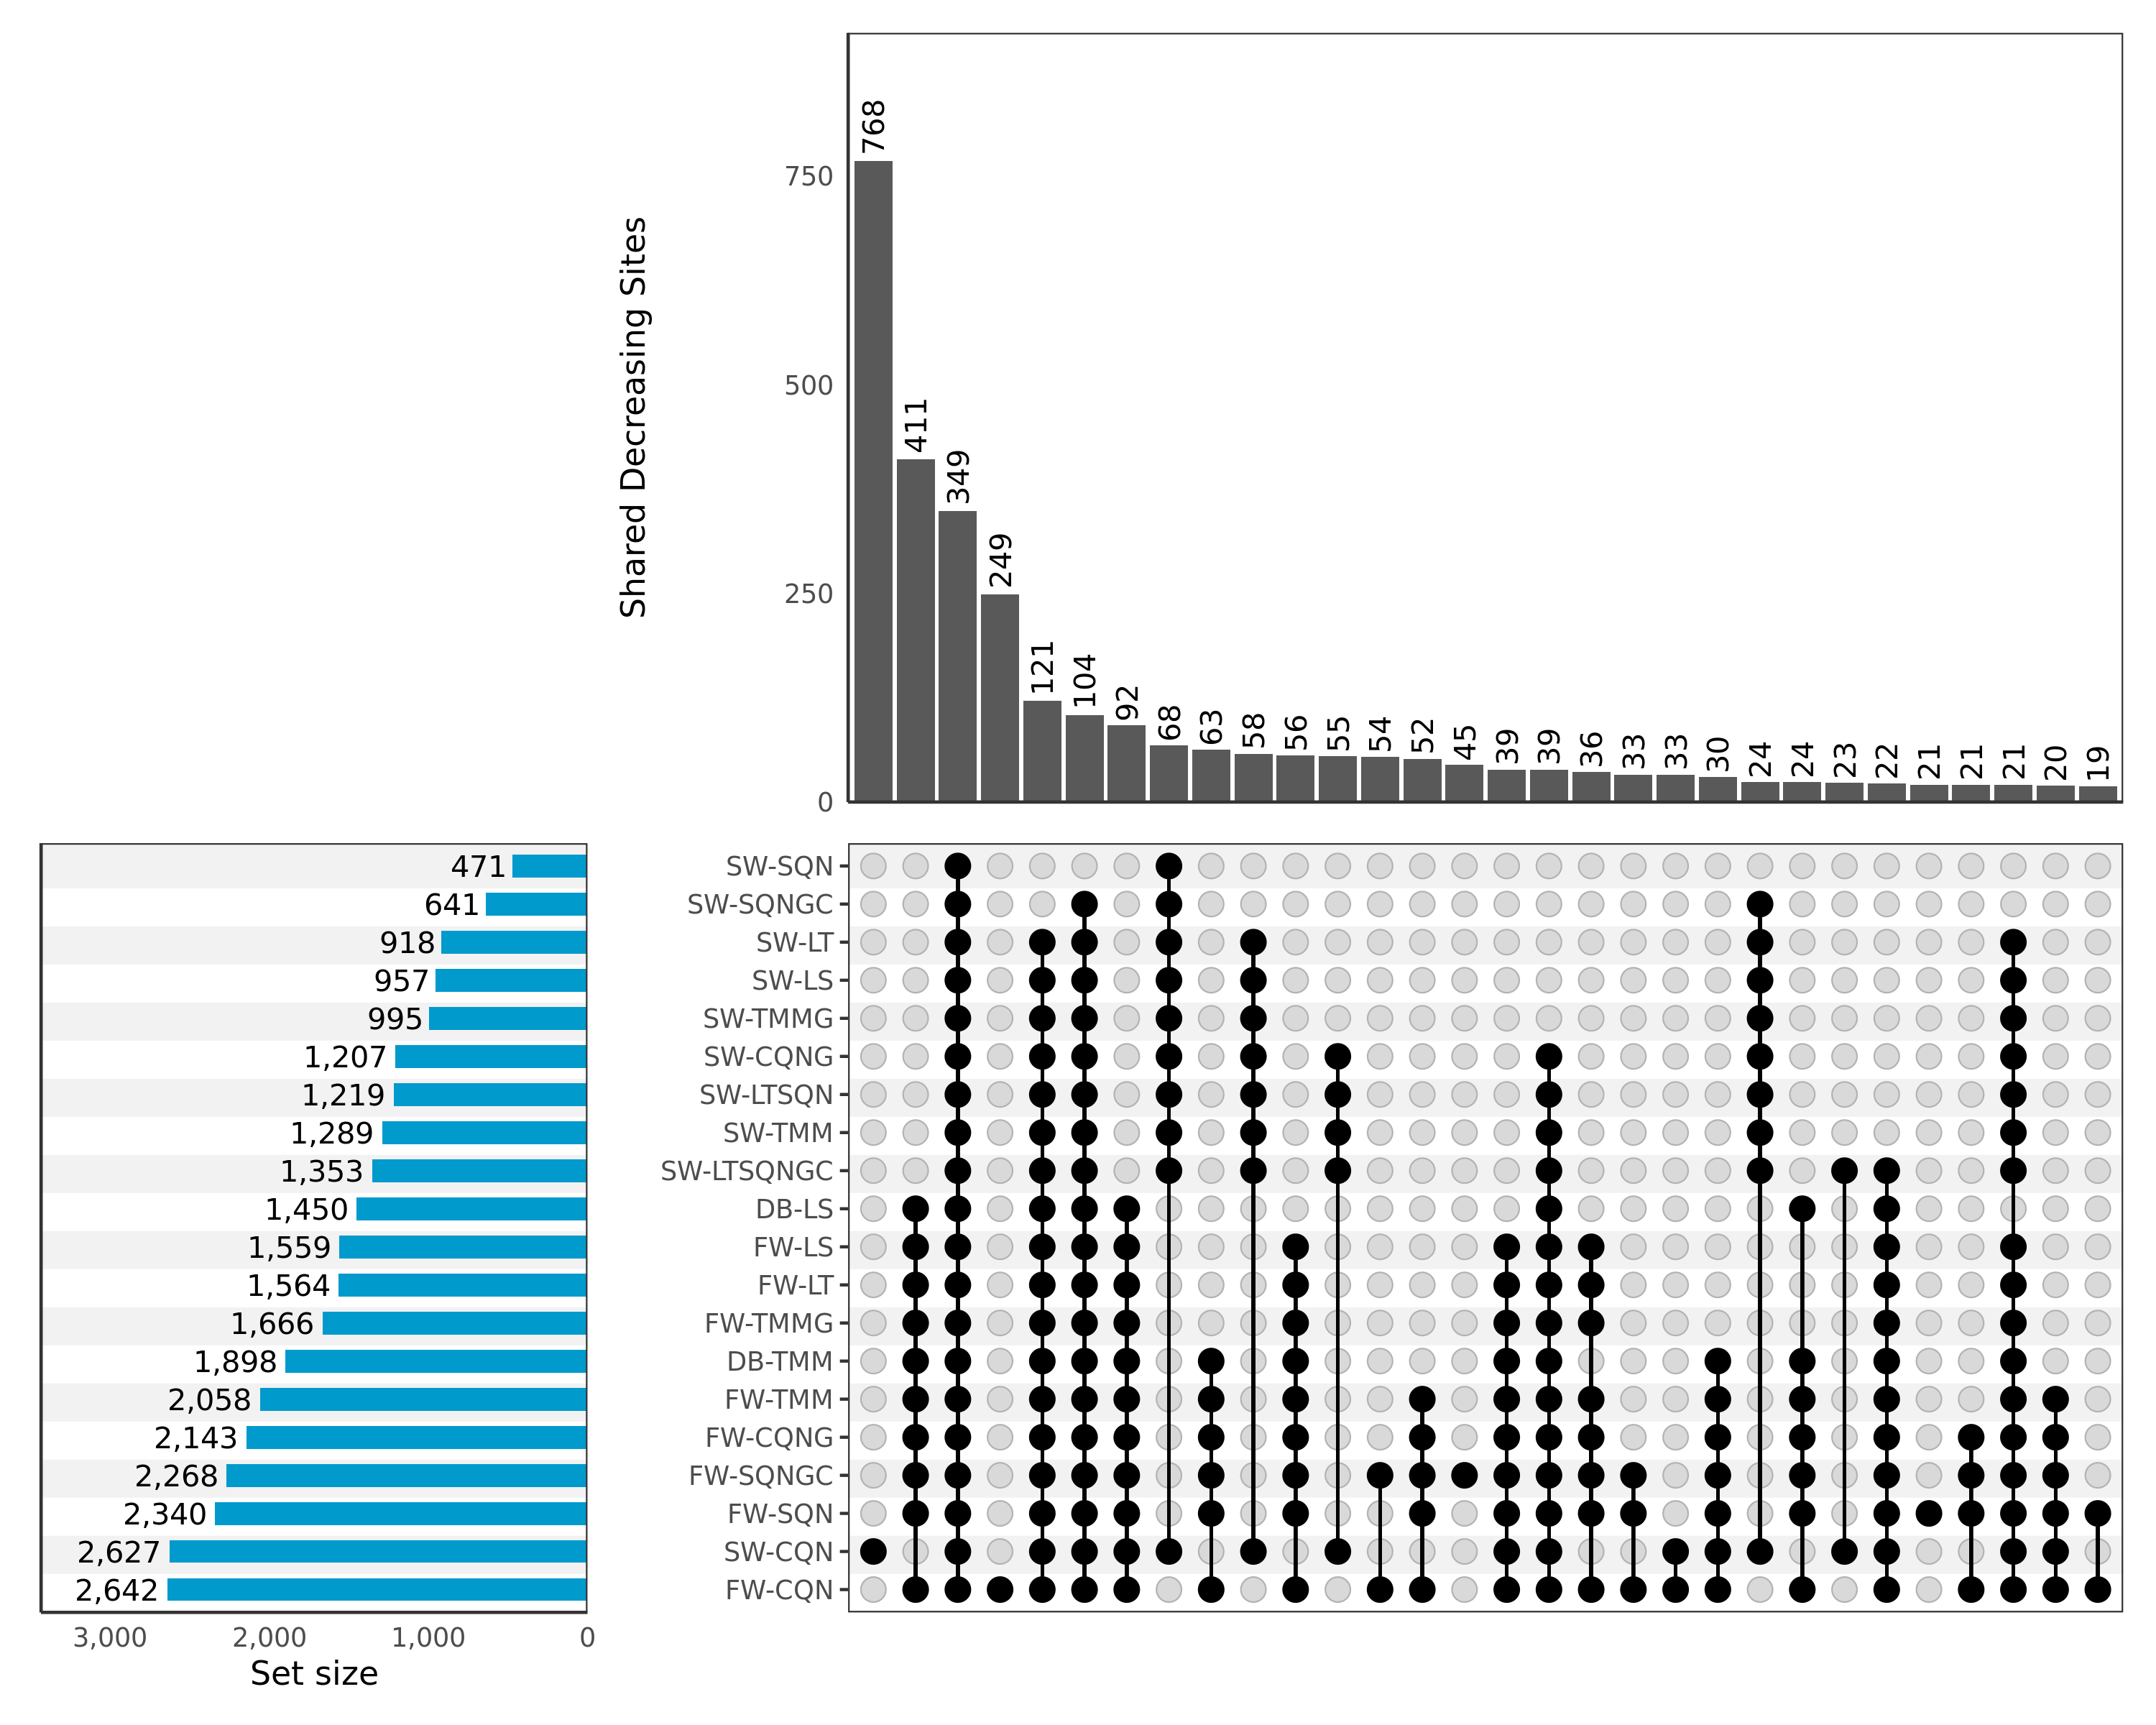 Shared Decreasing Sites
750
500
250
0
768
411
349
249
121
104
92
68
63
58
56
55
54
52
45
39
39
36
33
33
30
24
24
23
22
21
21
21
20
19
471
641
918
957
995
1,207
1,219
1,289
1,353
1,450
1,559
1,564
1,666
1,898
2,058
2,143
2,268
2,340
2,627
2,642
3,000 2,000 1,000 0
Set size
SW-SQN
SW-SQNGC
SW-LT
SW-LS
SW-TMMG
SW-CQNG
SW-LTSQN
SW-TMM
SW-LTSQNGC
DB-LS
FW-LS
FW-LT
FW-TMMG
DB-TMM
FW-TMM
FW-CQNG
FW-SQNGC
FW-SQN
SW-CQN
FW-CQN